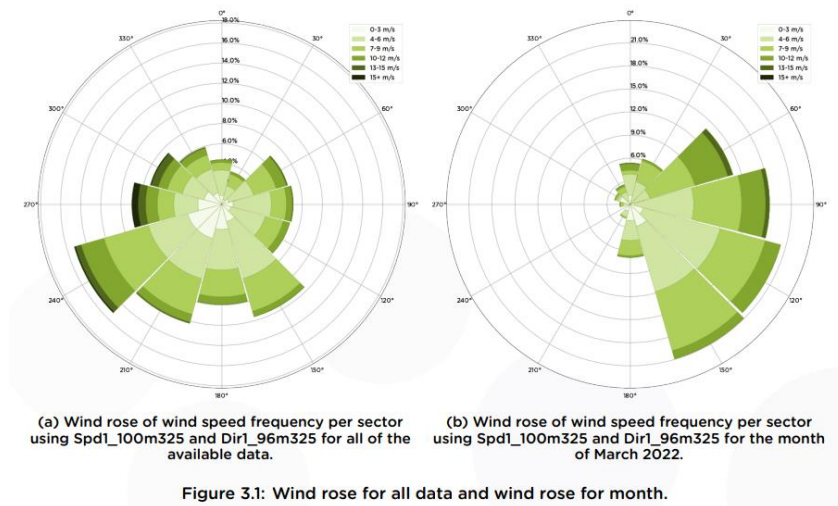 0°
30°
60°
90°
120°
150°
180°
210°
240°
270°
300°
330°
18.0%
16.0%
14.0%
12.0%
10.0%
8.0%
6.0%
0-3 m/s
4-6 m/s
7-9 m/s
10-12 m/s
13-15 m/s
15+ m/s
0°
30°
60°
90°
120°
150°
180°
210°
240°
270°
300°
330°
21.0%
18.0%
15.0%
12.0%
9.0%
6.0%
0-3 m/s
4-6 m/s
7-9 m/s
10-12 m/s
13-15 m/s
15+ m/s
(a) Wind rose of wind speed frequency per sector
using Spd1_100m325 and Dir1_96m325 for all of the
available data.
(b) Wind rose of wind speed frequency per sector
using Spd1_100m325 and Dir1_96m325 for the month
of March 2022.
Figure 3.1: Wind rose for all data and wind rose for month.